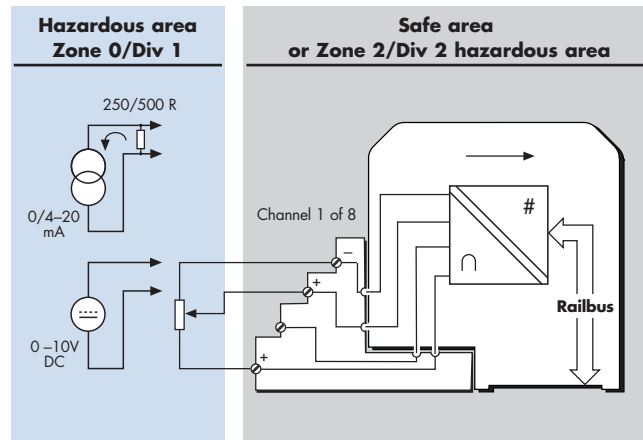 Hazardous area
Zone 0/Div 1
Safe area
or Zone 2/Div 2 hazardous area
250/500 R
0/4–20
mA
Channel 1 of 8
#
∩
–
+
+
Railbus
0 –10V
DC